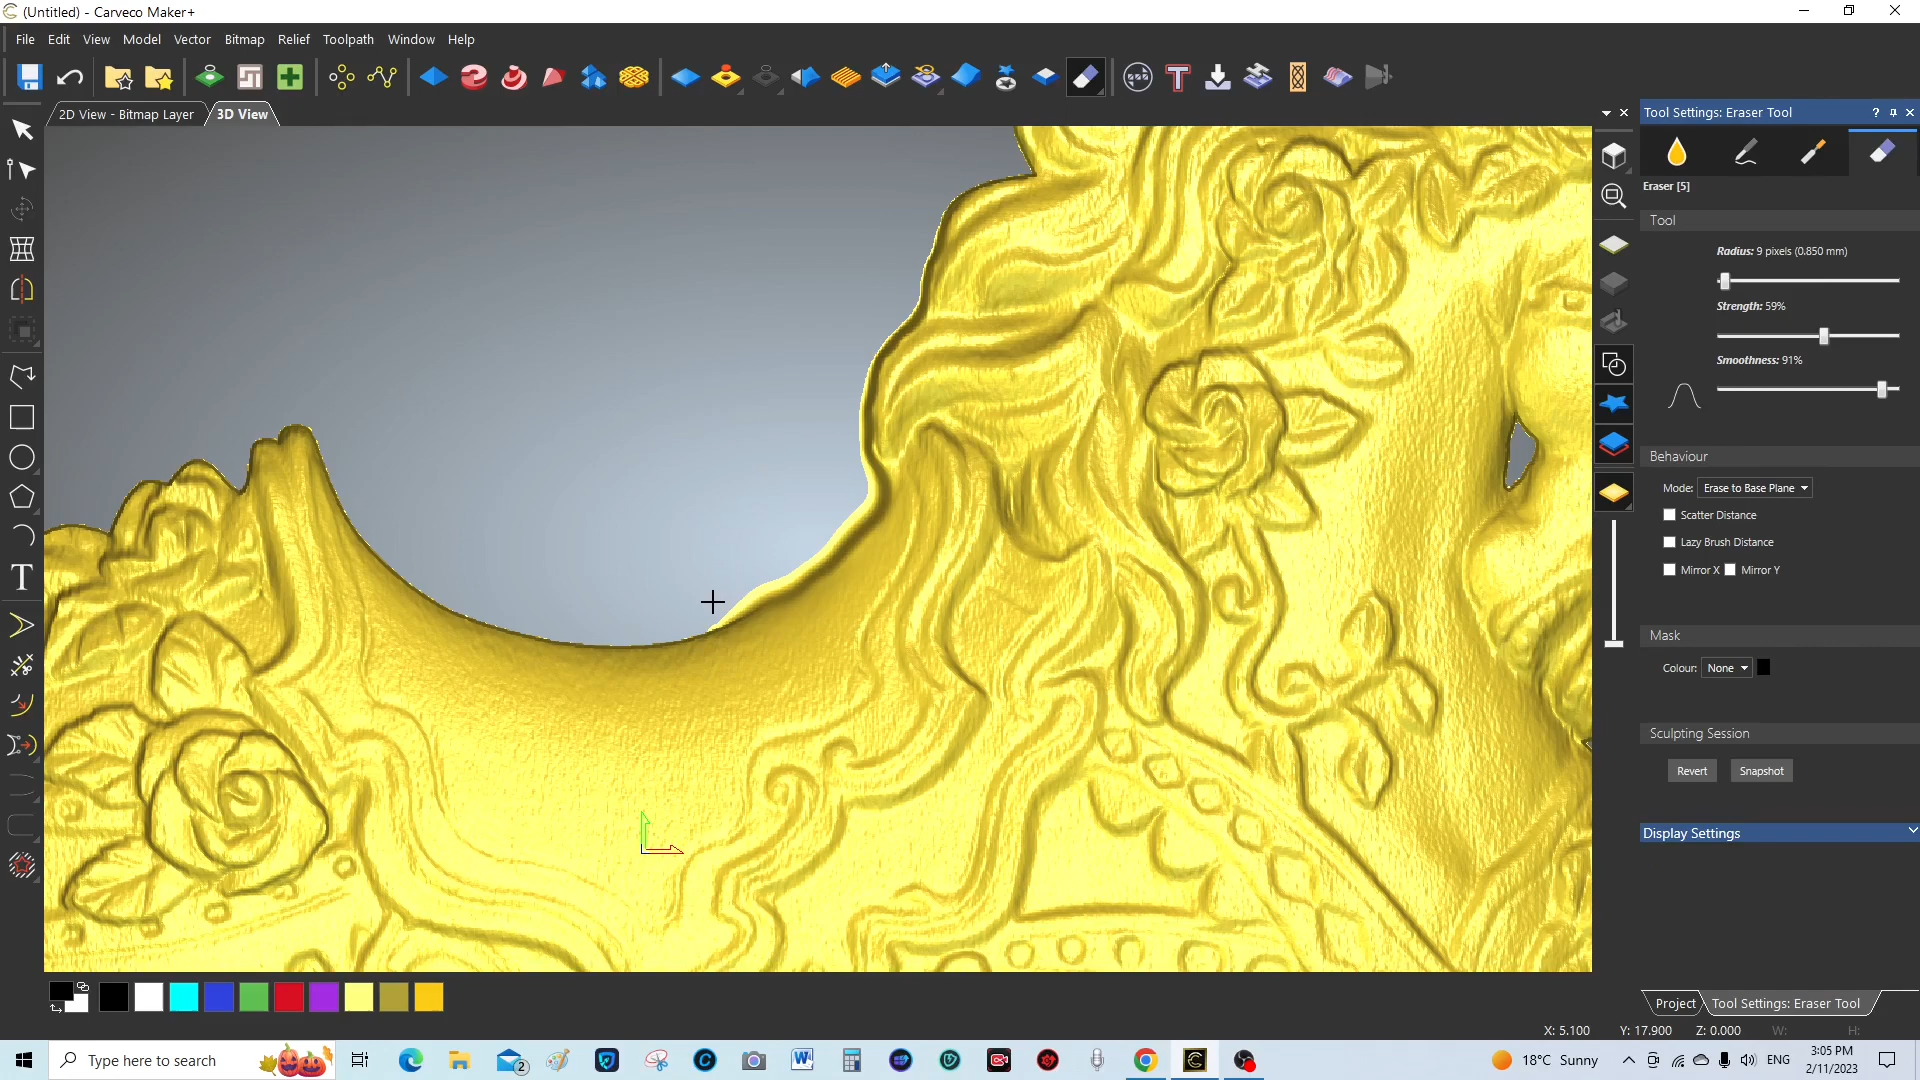 (Untitled) - Carveco Maker+
File Edit View Model Vector Bitmap Relief Toolpath Window Help
2D View - Bitmap Layer 3D View
Tool Settings: Eraser Tool
Eraser [5]
Tool
Radius: 9 pixels (0.850 mm)
Strength: 59%
Smoothness: 91%
Behaviour
Mode: Erase to Base Plane
Scatter Distance
Lazy Brush Distance
Mirror X Mirror Y
Mask
Colour: None
Sculpting Session
Revert Snapshot
Display Settings
Project Tool Settings: Eraser Tool
X: 5.100 Y: 17.900 Z: 0.000 W: H:
Type here to search
2
18°C Sunny
ENG
3:05 PM
2/11/2023